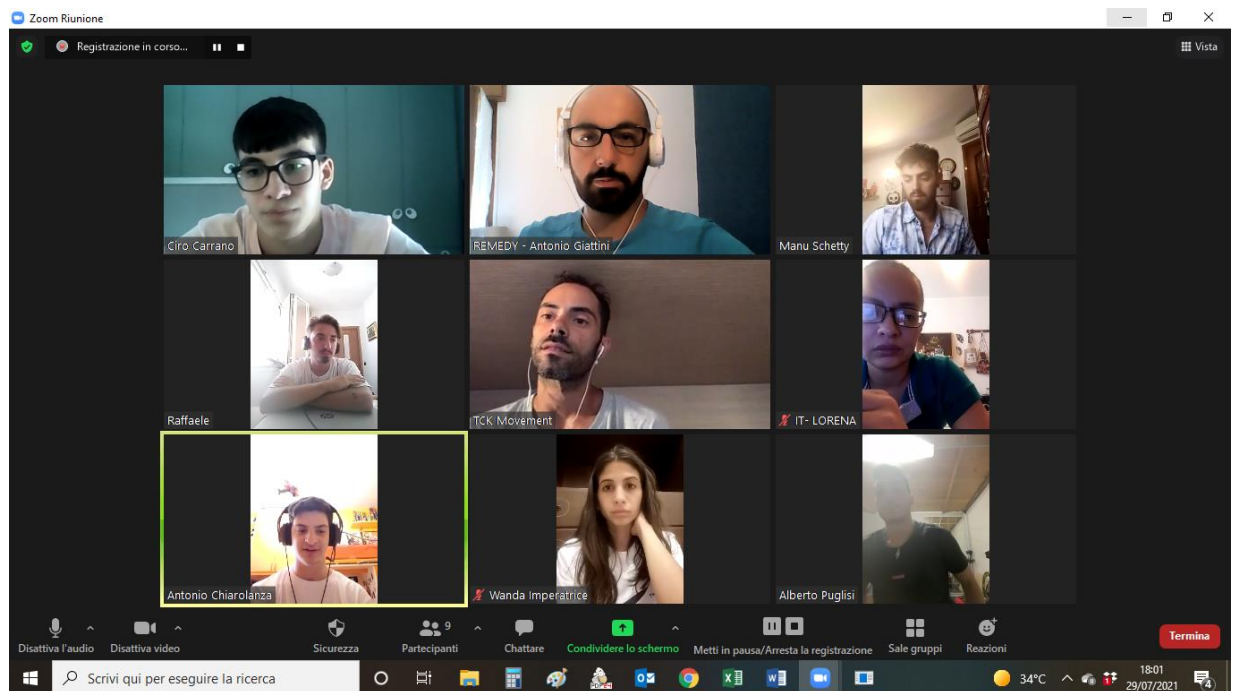 Zoom Riunione
Registrazione in corso...
Vista
Ciro Carrano
REMEDY - Antonio Giattini
Manu Schetty
Raffaele
TCK Movement
IT- LORENA
Antonio Chiarolanza
Wanda Imperatrice
Alberto Puglisi
9
Disattiva l'audio
Disattiva video
Sicurezza
Partecipanti
Chattare
Condividere lo schermo
Metti in pausa/Arresta la registrazione
Sale gruppi
Reazioni
Termina
Scrivi qui per eseguire la ricerca
34°C
18:01
29/07/2021
4